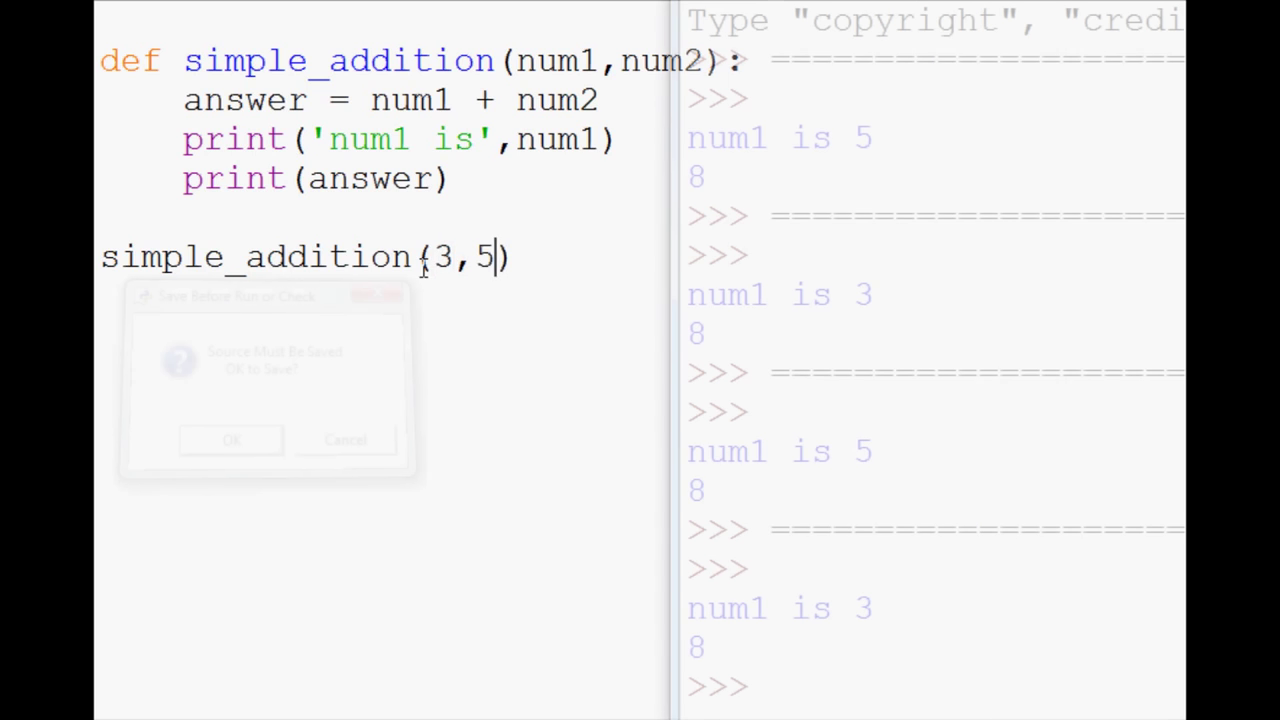 def simple_addition(num1,num2):
answer = num1 + num2
print('num1 is',num1)
print(answer)
simple_addition(3,5)
Save Before Run or Check
Source Must Be Saved
OK to Save?
OK
Cancel
Type "copyright", "credi
>>> ====================
>>>
num1 is 5
8
>>> ====================
>>>
num1 is 3
8
>>> ====================
>>>
num1 is 5
8
>>> ====================
>>>
num1 is 3
8
>>>